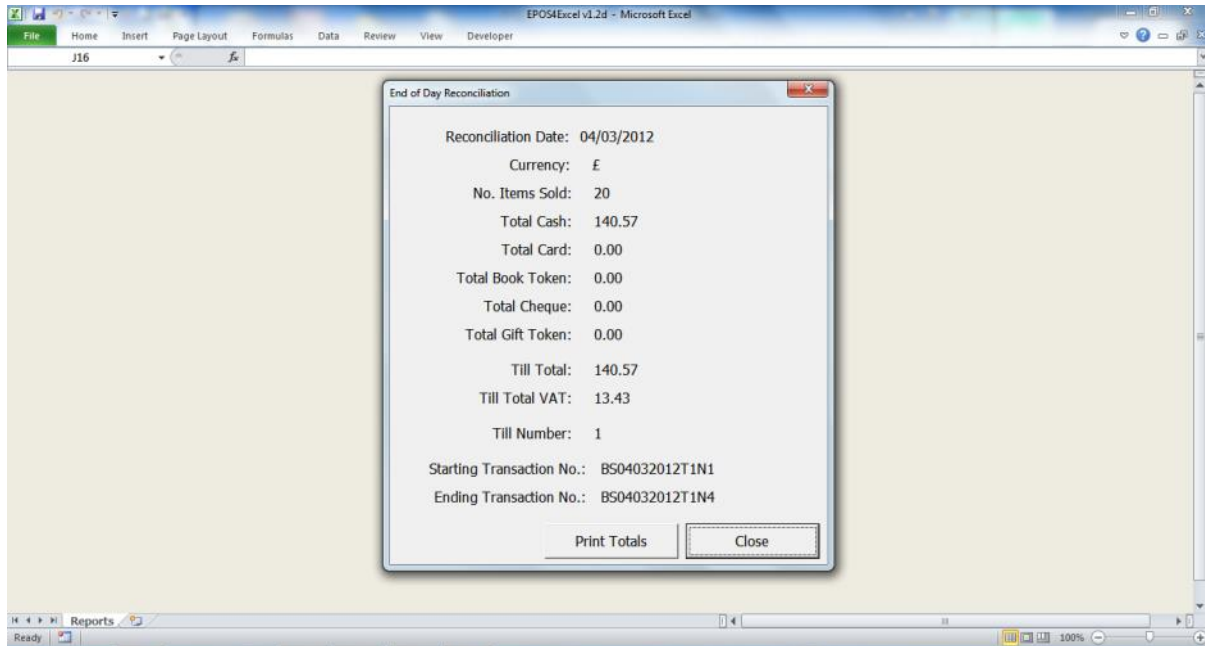 EPOS4Excel v1.2d - Microsoft Excel
File Home Insert Page Layout Formulas Data Review View Developer
J16 fx
End of Day Reconciliation
Reconciliation Date: 04/03/2012
Currency: £
No. Items Sold: 20
Total Cash: 140.57
Total Card: 0.00
Total Book Token: 0.00
Total Cheque: 0.00
Total Gift Token: 0.00
Till Total: 140.57
Till Total VAT: 13.43
Till Number: 1
Starting Transaction No.: BS04032012T1N1
Ending Transaction No.: BS04032012T1N4
Print Totals Close
Reports
Ready 100%